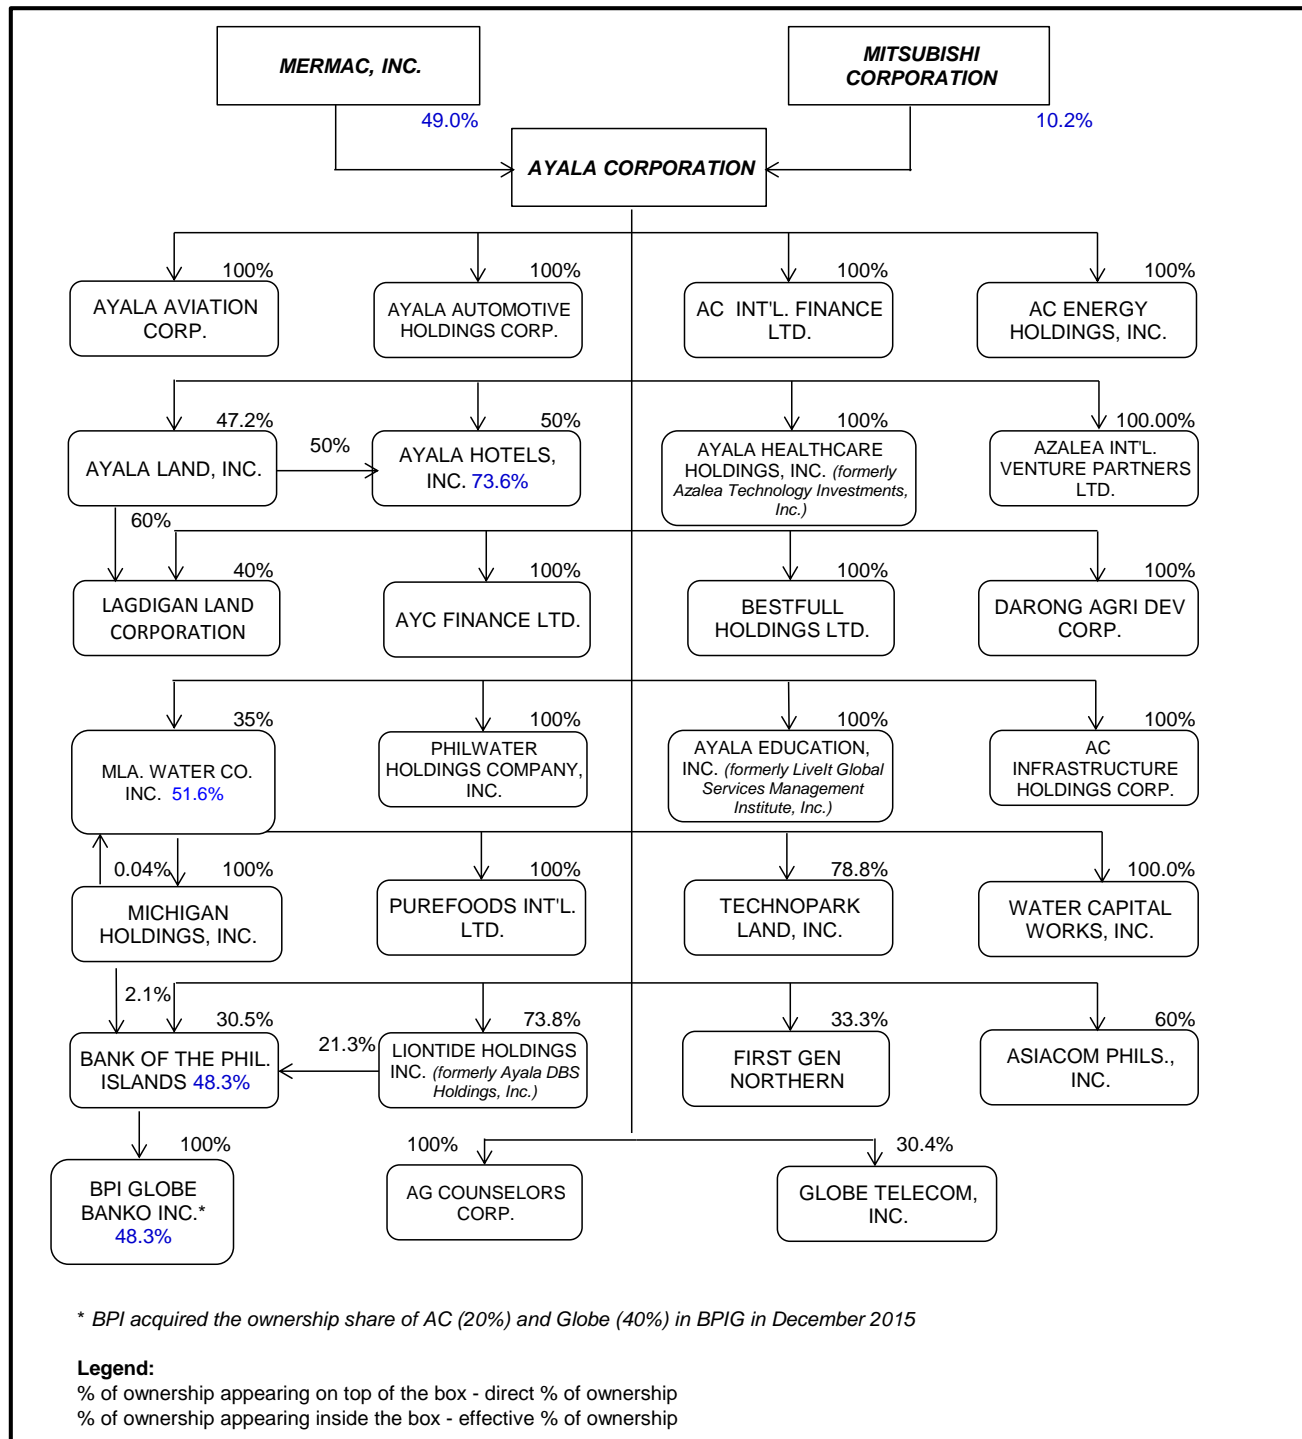 MERMAC, INC.
MITSUBISHI
CORPORATION
49.0%
10.2%
AYALA CORPORATION
100%
100%
100%
100%
AYALA AVIATION
CORP.
AYALA AUTOMOTIVE
HOLDINGS CORP.
AC INT'L. FINANCE
LTD.
AC ENERGY
HOLDINGS, INC.
47.2%
50%
50%
100%
100.00%
AYALA LAND, INC.
AYALA HOTELS,
INC. 73.6%
AYALA HEALTHCARE
HOLDINGS, INC. (formerly
Azalea Technology Investments,
Inc.)
AZALEA INT'L.
VENTURE PARTNERS
LTD.
60%
40%
100%
100%
100%
LAGDIGAN LAND
CORPORATION
AYC FINANCE LTD.
BESTFULL
HOLDINGS LTD.
DARONG AGRI DEV
CORP.
35%
100%
100%
100%
MLA. WATER CO.
INC. 51.6%
PHILWATER
HOLDINGS COMPANY,
INC.
AYALA EDUCATION,
INC. (formerly LiveIt Global
Services Management
Institute, Inc.)
AC
INFRASTRUCTURE
HOLDINGS CORP.
0.04%
100%
100%
78.8%
100.0%
MICHIGAN
HOLDINGS, INC.
PUREFOODS INT'L.
LTD.
TECHNOPARK
LAND, INC.
WATER CAPITAL
WORKS, INC.
2.1%
30.5%
21.3%
73.8%
33.3%
60%
BANK OF THE PHIL.
ISLANDS 48.3%
LIONTIDE HOLDINGS
INC. (formerly Ayala DBS
Holdings, Inc.)
FIRST GEN
NORTHERN
ASIACOM PHILS.,
INC.
100%
100%
30.4%
BPI GLOBE
BANKO INC.*
48.3%
AG COUNSELORS
CORP.
GLOBE TELECOM,
INC.
* BPI acquired the ownership share of AC (20%) and Globe (40%) in BPIG in December 2015
Legend:
% of ownership appearing on top of the box - direct % of ownership
% of ownership appearing inside the box - effective % of ownership